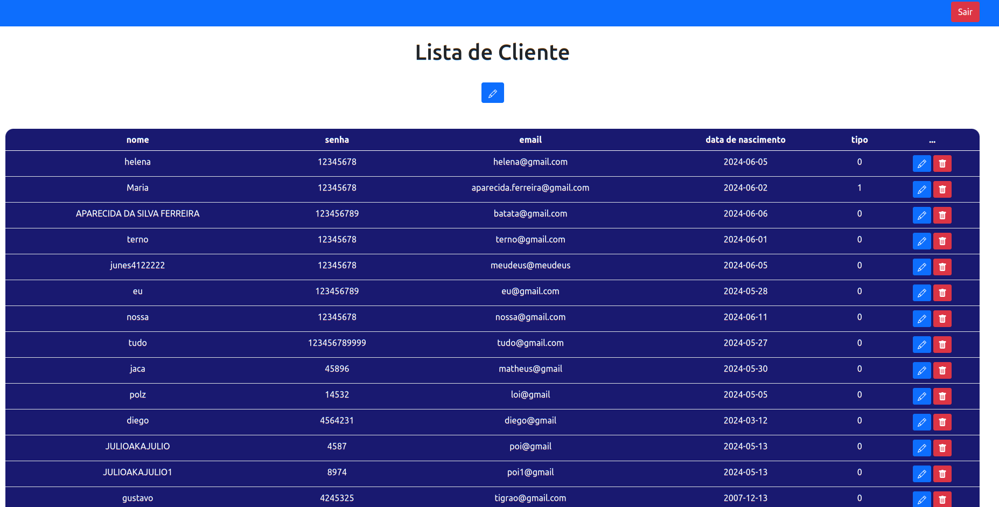 Sair
Lista de Cliente
nome senha email data de nascimento tipo ...
helena 12345678 helena@gmail.com 2024-06-05 0
Maria 12345678 aparecida.ferreira@gmail.com 2024-06-02 1
APARECIDA DA SILVA FERREIRA 123456789 batata@gmail.com 2024-06-06 0
terno 12345678 terno@gmail.com 2024-06-01 0
junes4122222 12345678 meudeus@meudeus 2024-06-05 0
eu 123456789 eu@gmail.com 2024-05-28 0
nossa 12345678 nossa@gmail.com 2024-06-11 0
tudo 123456789999 tudo@gmail.com 2024-05-27 0
jaca 45896 matheus@gmail 2024-05-30 0
polz 14532 loi@gmail 2024-05-05 0
diego 4564231 diego@gmail 2024-03-12 0
JULIOAKAJULIO 4587 poi@gmail 2024-05-13 0
JULIOAKAJULIO1 8974 poi1@gmail 2024-05-13 0
gustavo 4245325 tigrao@gmail.com 2007-12-13 0